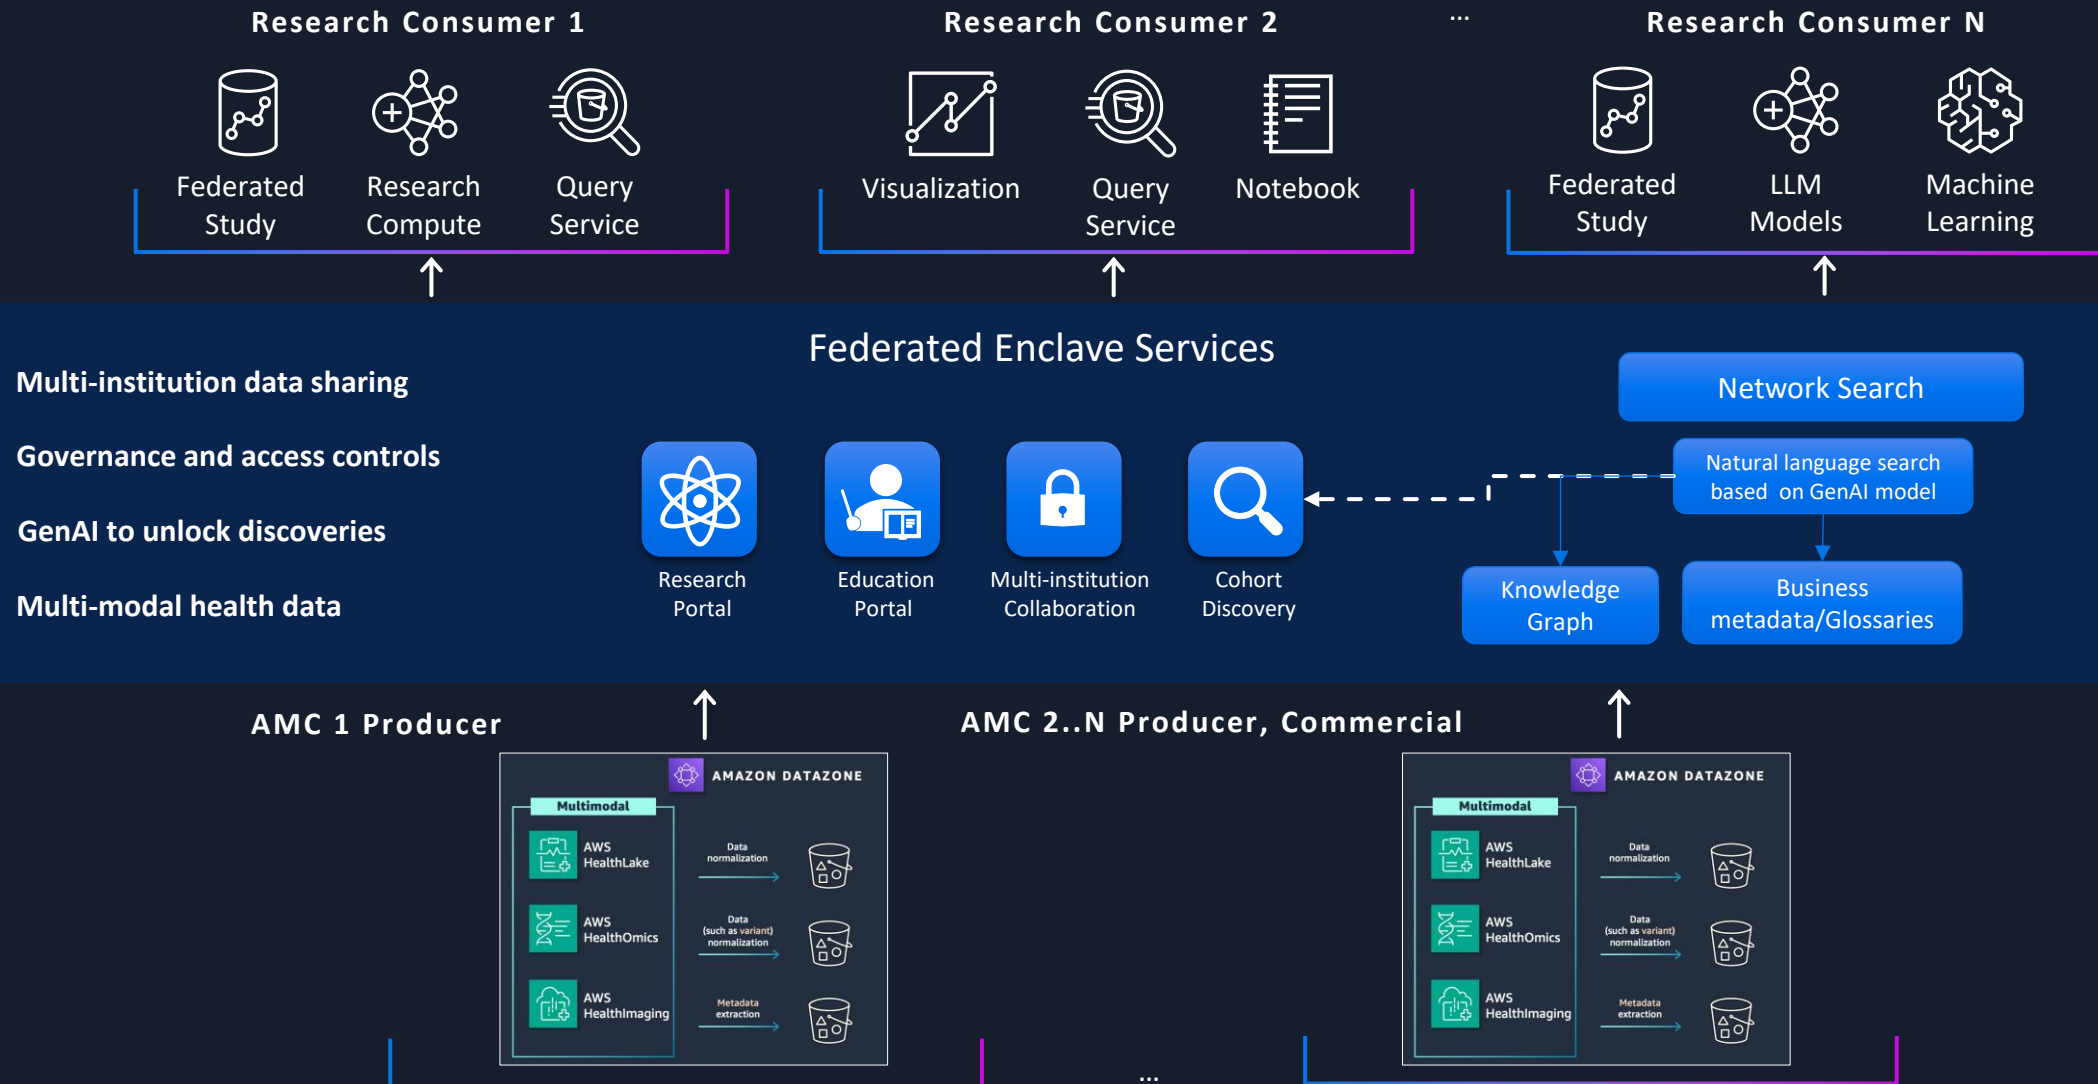 Research Consumer 1
Research Consumer 2
...
Research Consumer N
Federated
Study
Research
Compute
Query
Service
Visualization
Query
Service
Notebook
Federated
Study
LLM
Models
Machine
Learning
Federated Enclave Services
Multi-institution data sharing
Governance and access controls
GenAI to unlock discoveries
Multi-modal health data
Research
Portal
Education
Portal
Multi-institution
Collaboration
Cohort
Discovery
Network Search
Natural language search
based on GenAI model
Knowledge
Graph
Business
metadata/Glossaries
AMC 1 Producer
AMC 2..N Producer, Commercial
AMAZON DATAZONE
Multimodal
AWS
HealthLake
Data
normalization
AWS
HealthOmics
Data
(such as variant)
normalization
AWS
HealthImaging
Metadata
extraction
AMAZON DATAZONE
Multimodal
AWS
HealthLake
Data
normalization
AWS
HealthOmics
Data
(such as variant)
normalization
AWS
HealthImaging
Metadata
extraction
...